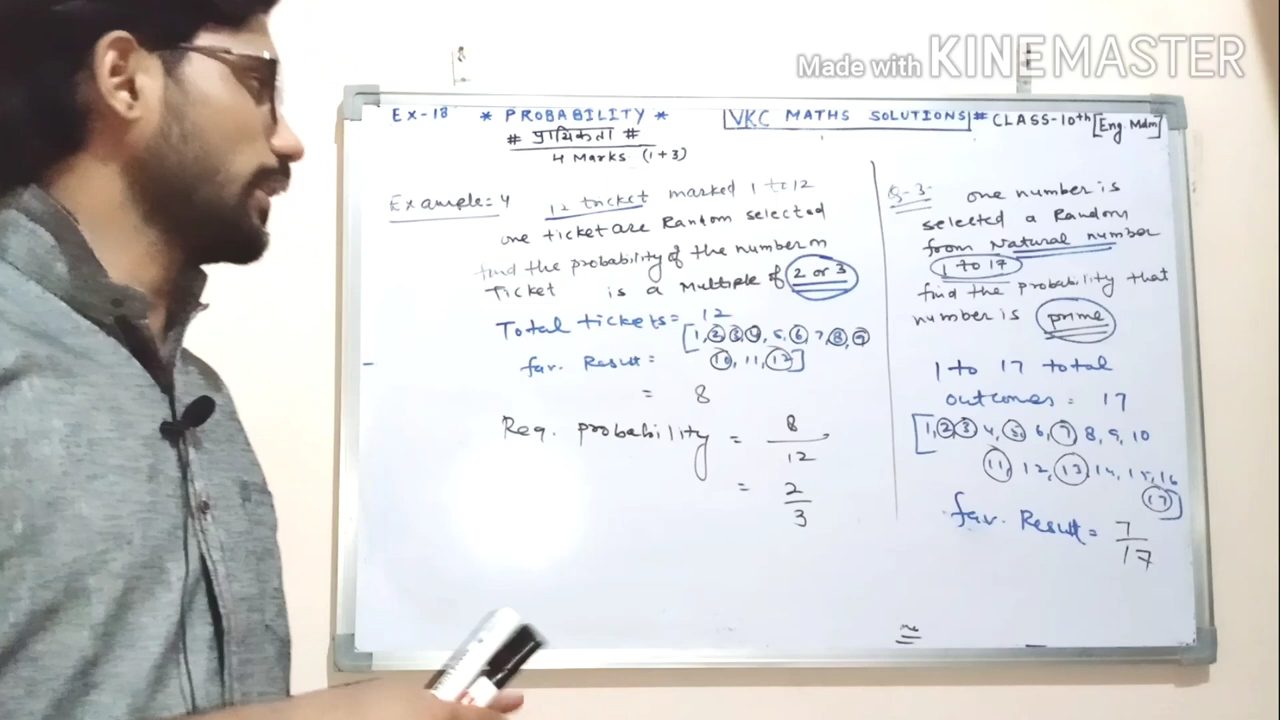 Made with KINEMASTER
Ex-18 * PROBABILITY * VKC MATHS SOLUTIONS # CLASS-10th [Eng. Mdm]
# प्रायिकता #
4 Marks (1+3)
Example:4 12 tricket marked 1 to 12
one ticket are Random selected
find the probability of the number on
Ticket is a Multiple of 2 or 3
Total tickets = 12
[1, 2, 3, 4, 5, 6, 7, 8, 9
fav. Result = 10, 11, 12]
= 8
Req. probability = 8/12
= 2/3
Q-3- one number is
selected a Random
from Natural number
1 to 17
find the probability that
number is prime
1 to 17 total
outcomes = 17
[1, 2, 3, 4, 5, 6, 7, 8, 9, 10
11, 12, 13, 14, 15, 16
17]
fav. Result = 7/17